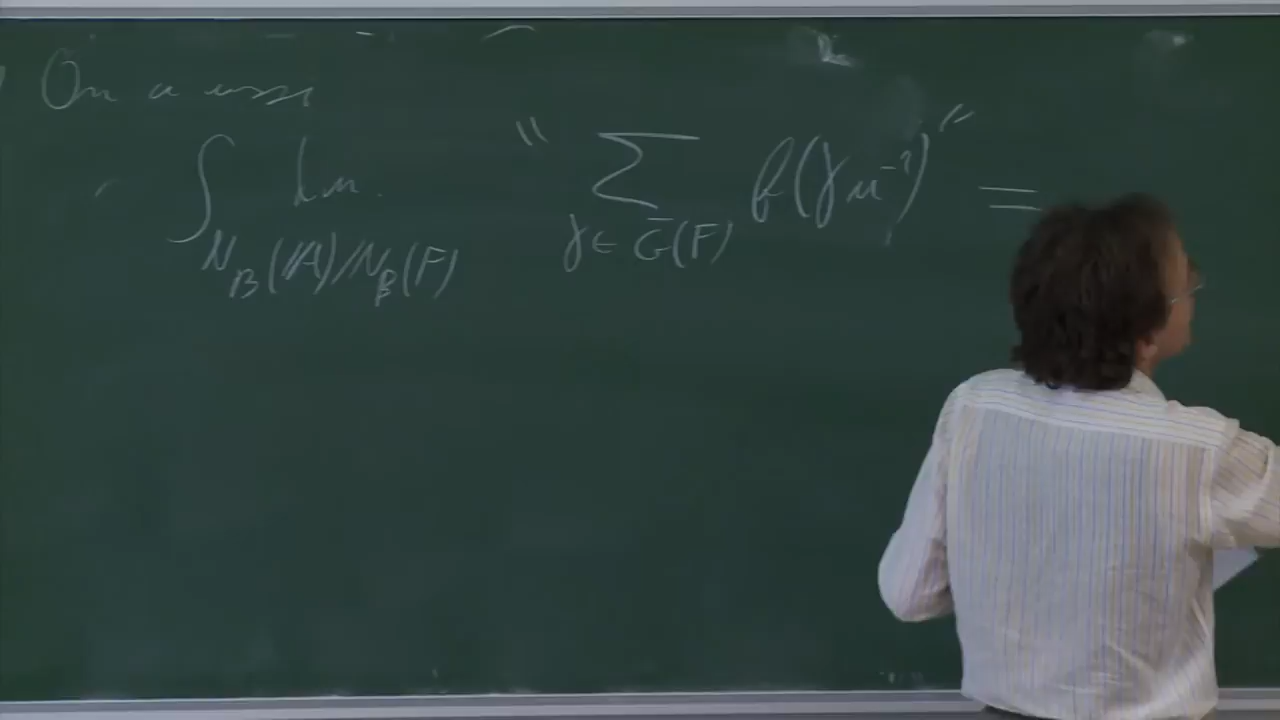 On a aussi
∫_{N_B(𝔸)/N_B(F)} du. “ ∑_{γ∈Ḡ(F)} f(γu⁻¹) ” =